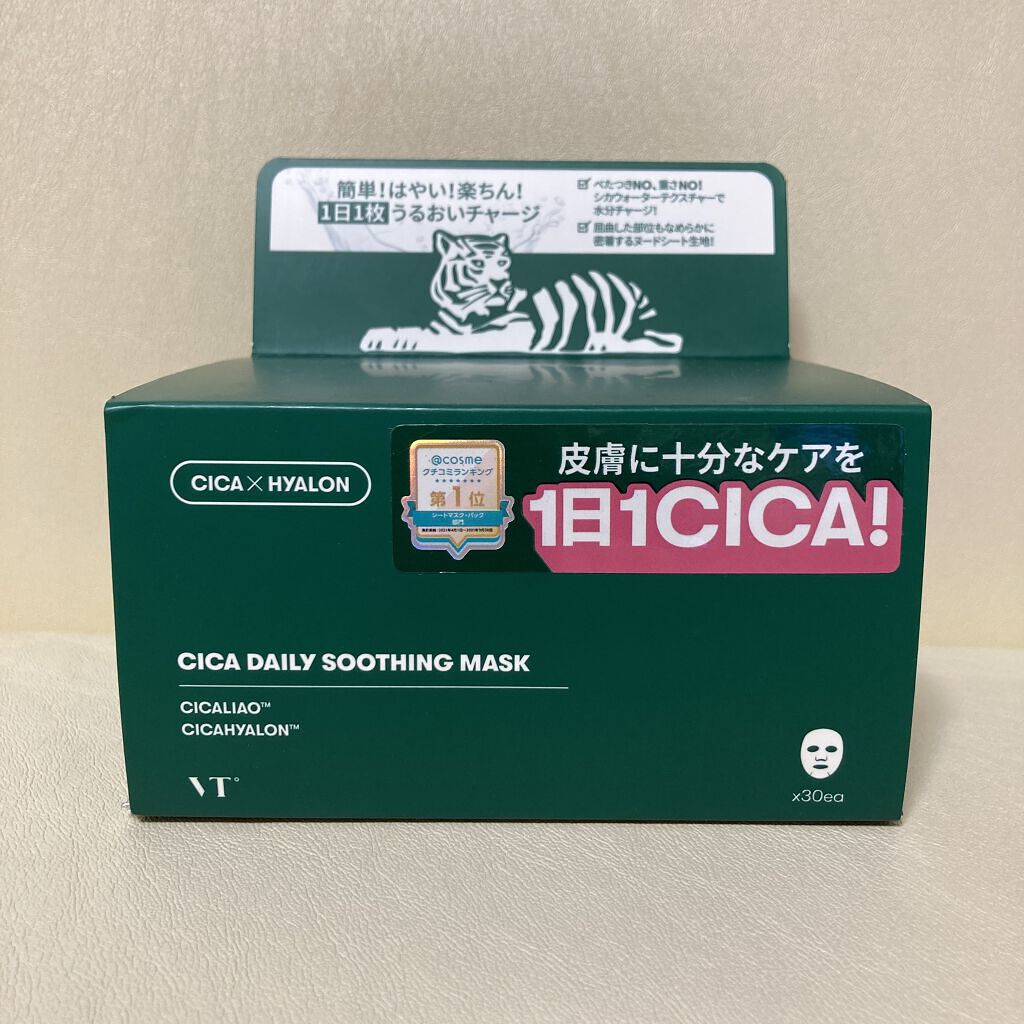 簡単!はやい!楽ちん!
1日1枚うるおいチャージ
べたつきNO、重さNO!
シカウォーターテクスチャーで
水分チャージ!
屈曲した部位もなめらかに
密着するヌードシート生地!
CICA×HYALON
@cosme
クチコミランキング
第1位
シートマスク・パック
部門
皮膚に十分なケアを
1日1CICA!
CICA DAILY SOOTHING MASK
CICALIAO™
CICAHYALON™
VT°
x30ea